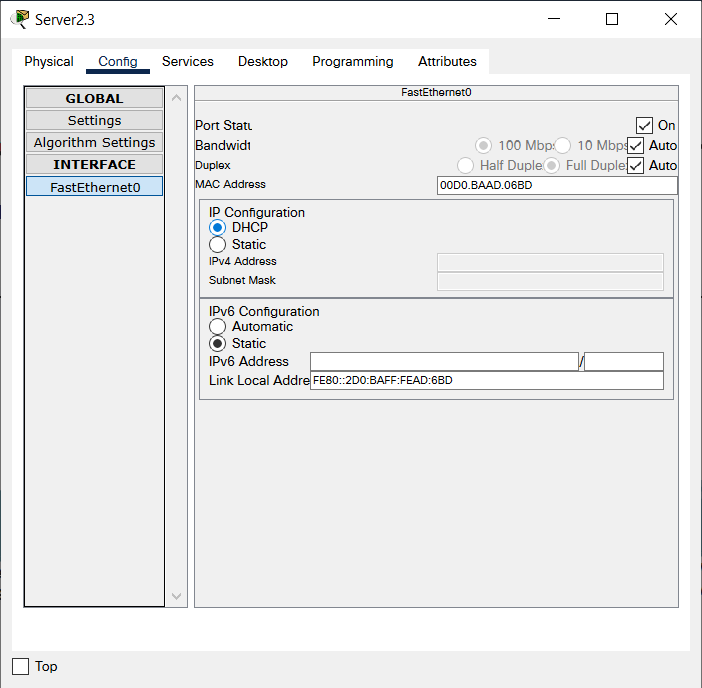 Server2.3
Physical Config Services Desktop Programming Attributes
GLOBAL
Settings
Algorithm Settings
INTERFACE
FastEthernet0
FastEthernet0
Port Statu On
Bandwidt 100 Mbps 10 Mbps Auto
Duplex Half Duple Full Duple Auto
MAC Address 00D0.BAAD.06BD
IP Configuration
DHCP
Static
IPv4 Address
Subnet Mask
IPv6 Configuration
Automatic
Static
IPv6 Address /
Link Local Addre FE80::2D0:BAFF:FEAD:6BD
Top